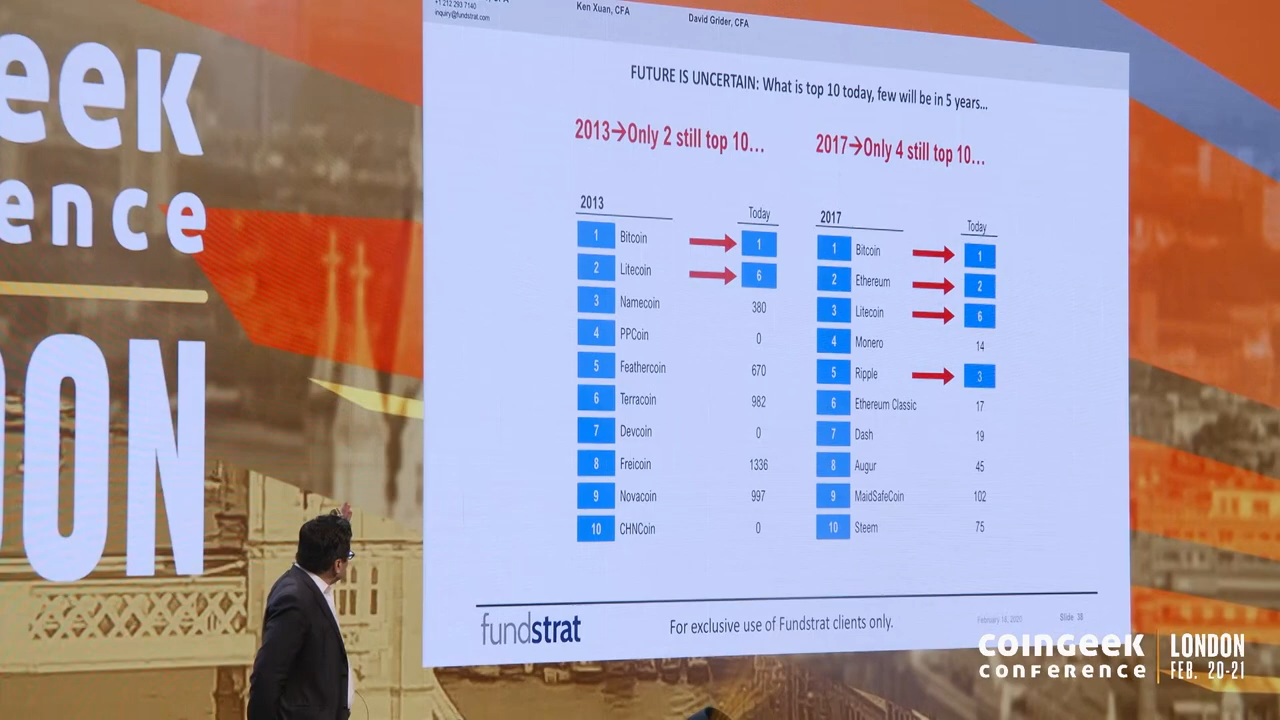 eek
ence
ON
+1 212 293 7140
inquiry@fundstrat.com
Ken Xuan, CFA
David Grider, CFA
FUTURE IS UNCERTAIN: What is top 10 today, few will be in 5 years...
2013→Only 2 still top 10...
2013 Today
1 Bitcoin 1
2 Litecoin 6
3 Namecoin 380
4 PPCoin 0
5 Feathercoin 670
6 Terracoin 982
7 Devcoin 0
8 Freicoin 1336
9 Novacoin 997
10 CHNCoin 0
2017→Only 4 still top 10...
2017 Today
1 Bitcoin 1
2 Ethereum 2
3 Litecoin 6
4 Monero 14
5 Ripple 3
6 Ethereum Classic 17
7 Dash 19
8 Augur 45
9 MaidSafeCoin 102
10 Steem 75
fundstrat
For exclusive use of Fundstrat clients only.
Slide 38
COINGEEK
CONFERENCE
LONDON
FEB. 20-21